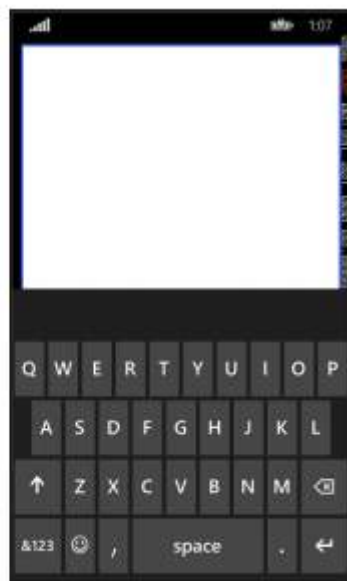 1:07
Q W E R T Y U I O P
A S D F G H J K L
Z X C V B N M
&123 , space .